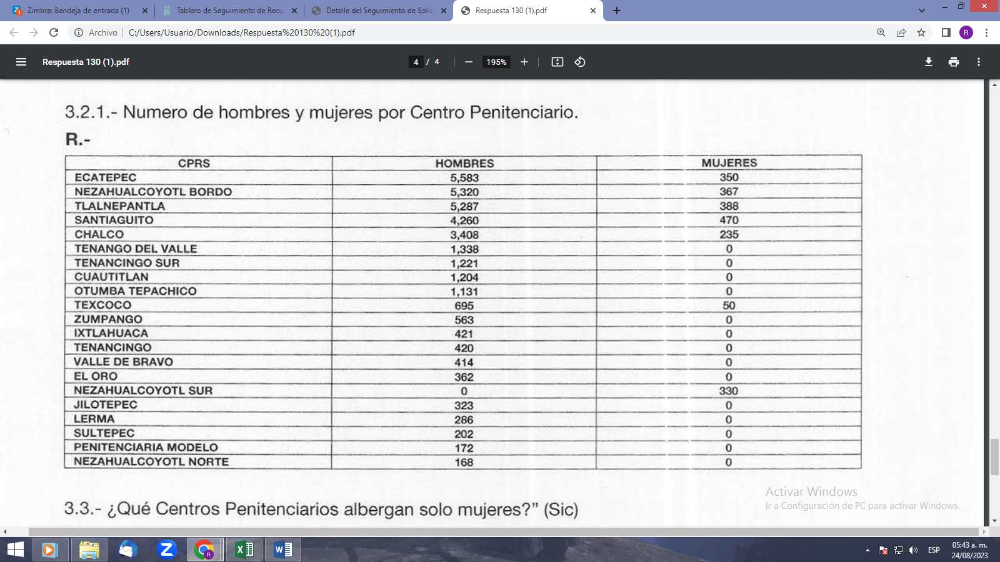 Zimbra: Bandeja de entrada (1)
Tablero de Seguimiento de Recur
Detalle del Seguimiento de Solic
Respuesta 130 (1).pdf
Archivo C:/Users/Usuario/Downloads/Respuesta%20130%20(1).pdf
R
Respuesta 130 (1).pdf 4 / 4 195%
3.2.1.- Numero de hombres y mujeres por Centro Penitenciario.
R.-
CPRS HOMBRES MUJERES
ECATEPEC 5,583 350
NEZAHUALCOYOTL BORDO 5,320 367
TLALNEPANTLA 5,287 388
SANTIAGUITO 4,260 470
CHALCO 3,408 235
TENANGO DEL VALLE 1,338 0
TENANCINGO SUR 1,221 0
CUAUTITLAN 1,204 0
OTUMBA TEPACHICO 1,131 0
TEXCOCO 695 50
ZUMPANGO 563 0
IXTLAHUACA 421 0
TENANCINGO 420 0
VALLE DE BRAVO 414 0
EL ORO 362 0
NEZAHUALCOYOTL SUR 0 330
JILOTEPEC 323 0
LERMA 286 0
SULTEPEC 202 0
PENITENCIARIA MODELO 172 0
NEZAHUALCOYOTL NORTE 168 0
Activar Windows
Ir a Configuración de PC para activar Windows.
3.3.- ¿Qué Centros Penitenciarios albergan solo mujeres?” (Sic)
ESP
05:43 a. m.
24/08/2023